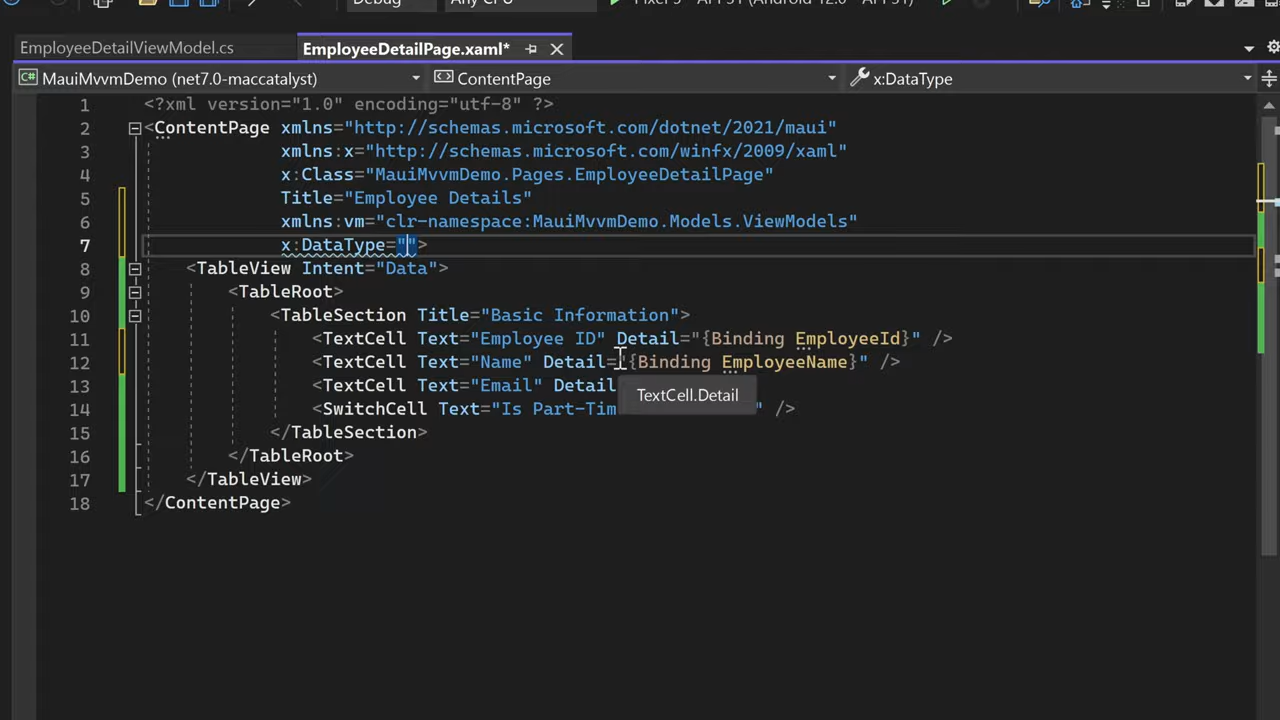 Debug Any CPU Pixel 5 - API 31 (Android 12.0 - API 31)
EmployeeDetailViewModel.cs EmployeeDetailPage.xaml*
C# MauiMvvmDemo (net7.0-maccatalyst) ContentPage x:DataType
1 <?xml version="1.0" encoding="utf-8" ?>
2 <ContentPage xmlns="http://schemas.microsoft.com/dotnet/2021/maui"
3 xmlns:x="http://schemas.microsoft.com/winfx/2009/xaml"
4 x:Class="MauiMvvmDemo.Pages.EmployeeDetailPage"
5 Title="Employee Details"
6 xmlns:vm="clr-namespace:MauiMvvmDemo.Models.ViewModels"
7 x:DataType="">
8 <TableView Intent="Data">
9 <TableRoot>
10 <TableSection Title="Basic Information">
11 <TextCell Text="Employee ID" Detail="{Binding EmployeeId}" />
12 <TextCell Text="Name" Detail="{Binding EmployeeName}" />
13 <TextCell Text="Email" Detail
TextCell.Detail
14 <SwitchCell Text="Is Part-Tim " />
15 </TableSection>
16 </TableRoot>
17 </TableView>
18 </ContentPage>